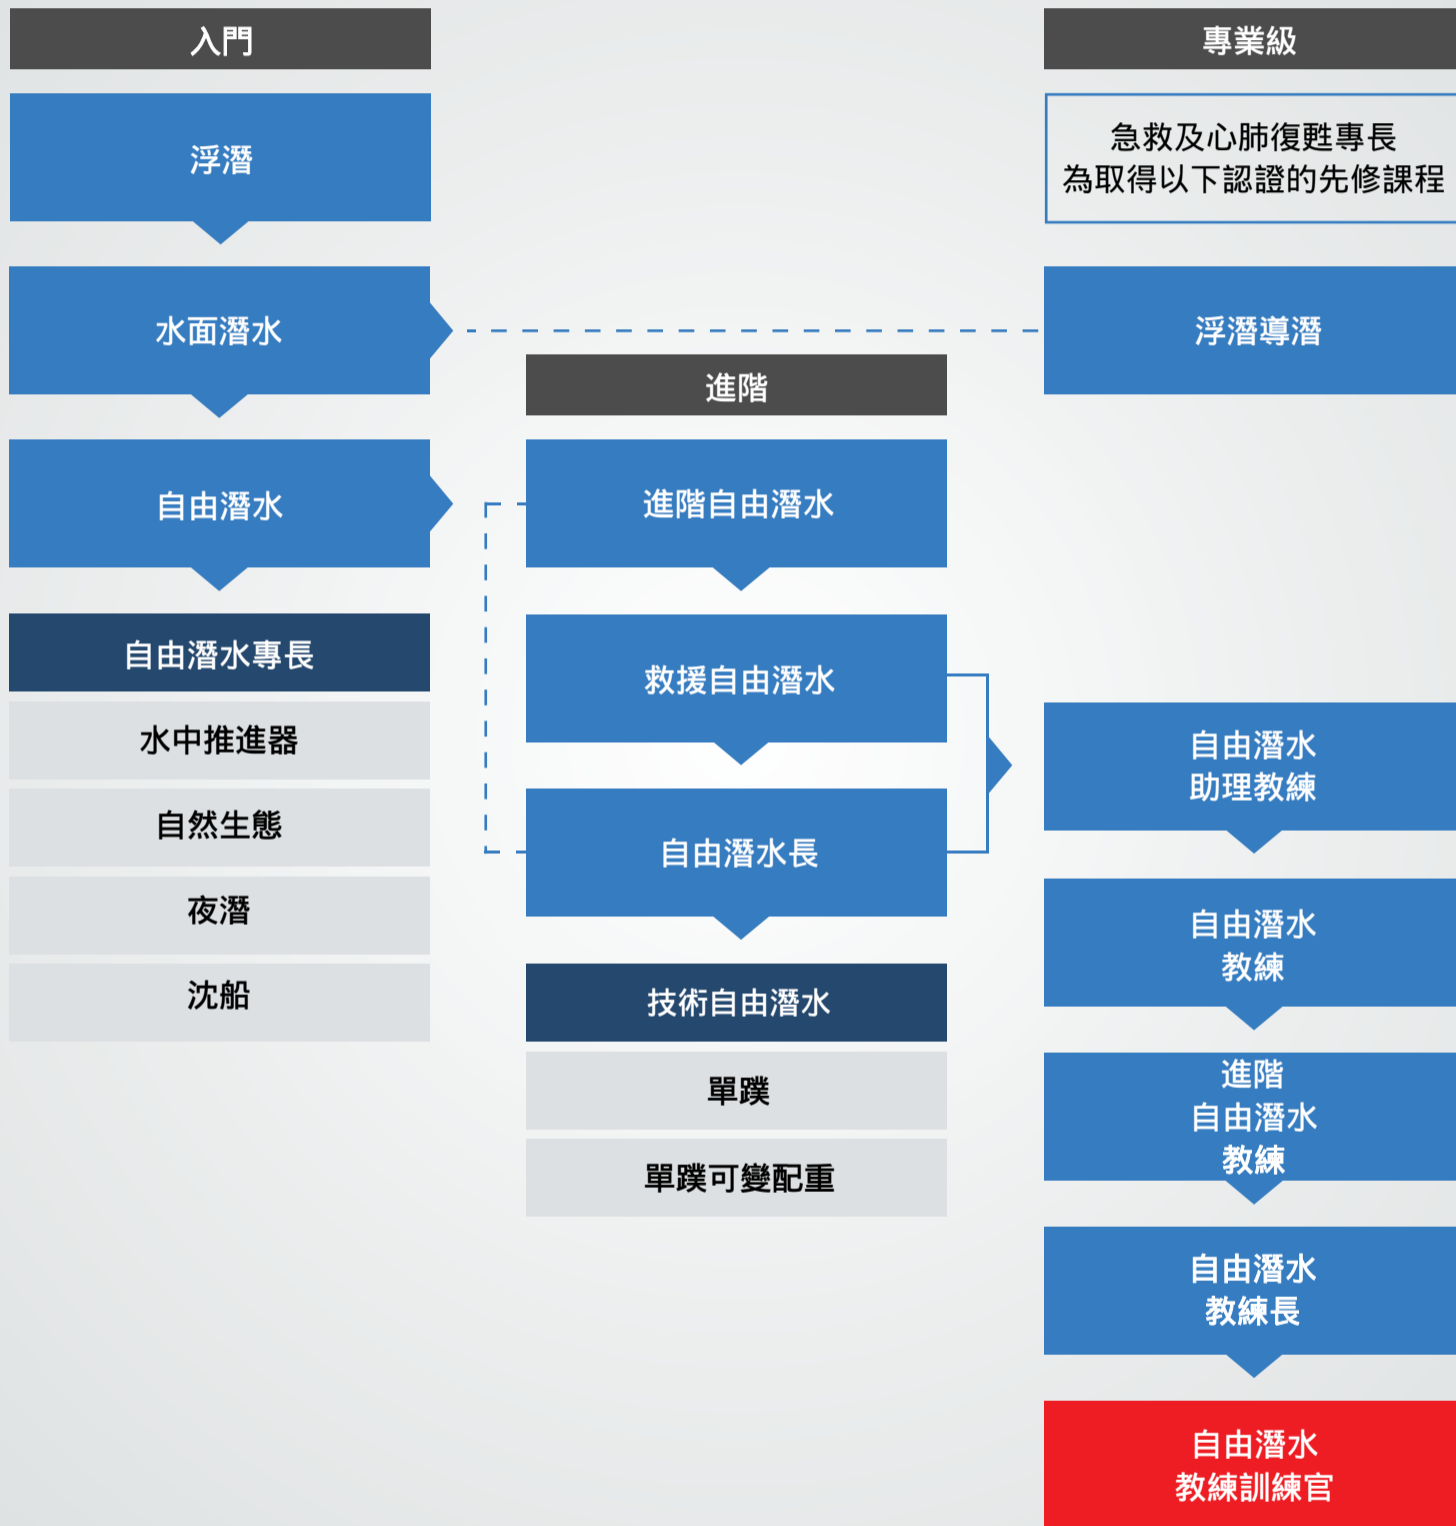 入門
浮潛
水面潛水
自由潛水
自由潛水專長
水中推進器
自然生態
夜潛
沈船
進階
進階自由潛水
救援自由潛水
自由潛水長
技術自由潛水
單蹼
單蹼可變配重
專業級
急救及心肺復甦專長
為取得以下認證的先修課程
浮潛導潛
自由潛水
助理教練
自由潛水
教練
進階
自由潛水
教練
自由潛水
教練長
自由潛水
教練訓練官